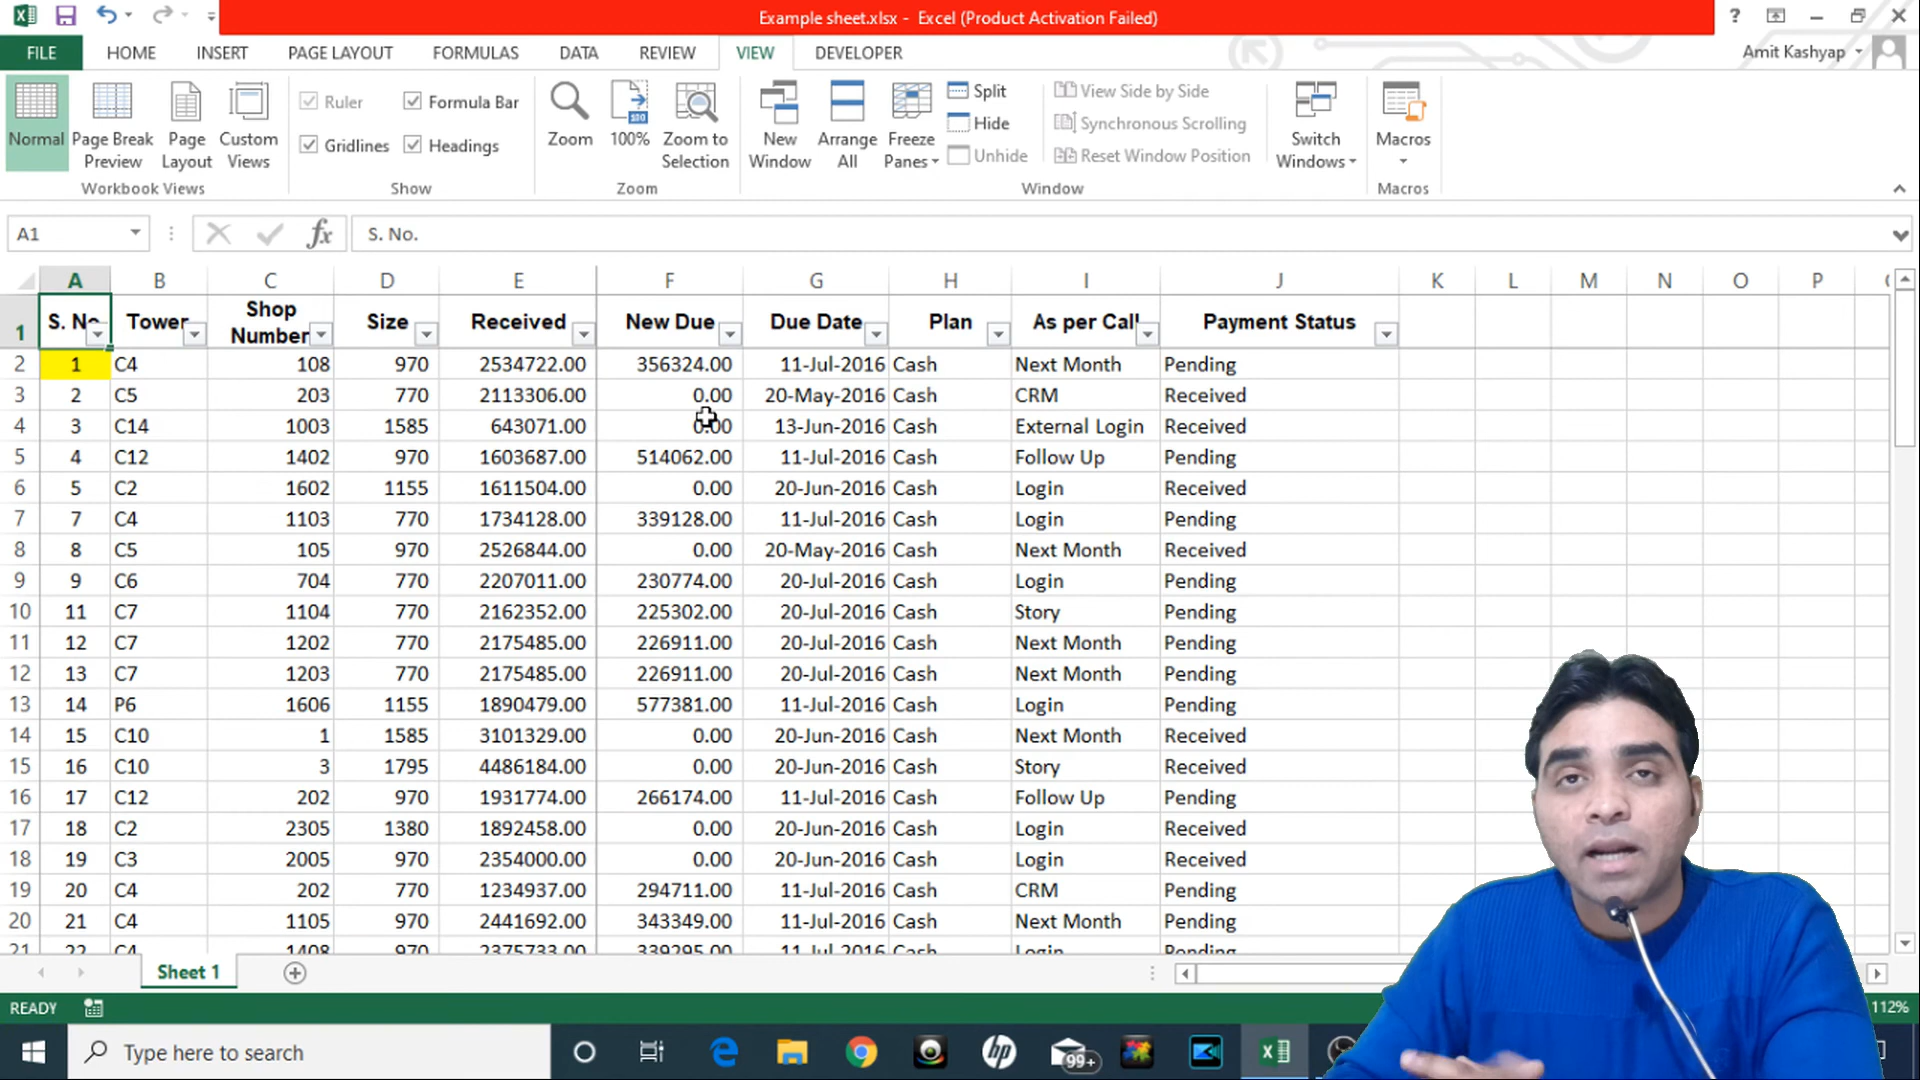 Example sheet.xlsx - Excel (Product Activation Failed)
?
FILE HOME INSERT PAGE LAYOUT FORMULAS DATA REVIEW VIEW DEVELOPER Amit Kashyap
Normal Page Break Preview Page Layout Custom Views
Workbook Views
Ruler Formula Bar
Gridlines Headings
Show
Zoom 100% Zoom to Selection
Zoom
New Window Arrange All Freeze Panes
Split
Hide
Unhide
View Side by Side
Synchronous Scrolling
Reset Window Position
Switch Windows
Window
Macros
Macros
A1 fx S. No.
A B C D E F G H I J K L M N O P
1 S. No Tower Shop Number Size Received New Due Due Date Plan As per Call Payment Status
2 1 C4 108 970 2534722.00 356324.00 11-Jul-2016 Cash Next Month Pending
3 2 C5 203 770 2113306.00 0.00 20-May-2016 Cash CRM Received
4 3 C14 1003 1585 643071.00 0.00 13-Jun-2016 Cash External Login Received
5 4 C12 1402 970 1603687.00 514062.00 11-Jul-2016 Cash Follow Up Pending
6 5 C2 1602 1155 1611504.00 0.00 20-Jun-2016 Cash Login Received
7 7 C4 1103 770 1734128.00 339128.00 11-Jul-2016 Cash Login Pending
8 8 C5 105 970 2526844.00 0.00 20-May-2016 Cash Next Month Received
9 9 C6 704 770 2207011.00 230774.00 20-Jul-2016 Cash Login Pending
10 11 C7 1104 770 2162352.00 225302.00 20-Jul-2016 Cash Story Pending
11 12 C7 1202 770 2175485.00 226911.00 20-Jul-2016 Cash Next Month Pending
12 13 C7 1203 770 2175485.00 226911.00 20-Jul-2016 Cash Next Month Pending
13 14 P6 1606 1155 1890479.00 577381.00 11-Jul-2016 Cash Login Pending
14 15 C10 1 1585 3101329.00 0.00 20-Jun-2016 Cash Next Month Received
15 16 C10 3 1795 4486184.00 0.00 20-Jun-2016 Cash Story Received
16 17 C12 202 970 1931774.00 266174.00 11-Jul-2016 Cash Follow Up Pending
17 18 C2 2305 1380 1892458.00 0.00 20-Jun-2016 Cash Login Received
18 19 C3 2005 970 2354000.00 0.00 20-Jun-2016 Cash Login Received
19 20 C4 202 770 1234937.00 294711.00 11-Jul-2016 Cash CRM Pending
20 21 C4 1105 970 2441692.00 343349.00 11-Jul-2016 Cash Next Month Pending
21 22 C4 1408 970 2375733.00 339295.00 11-Jul-2016 Cash Login Pending
Sheet 1
READY 112%
Type here to search hp 99+